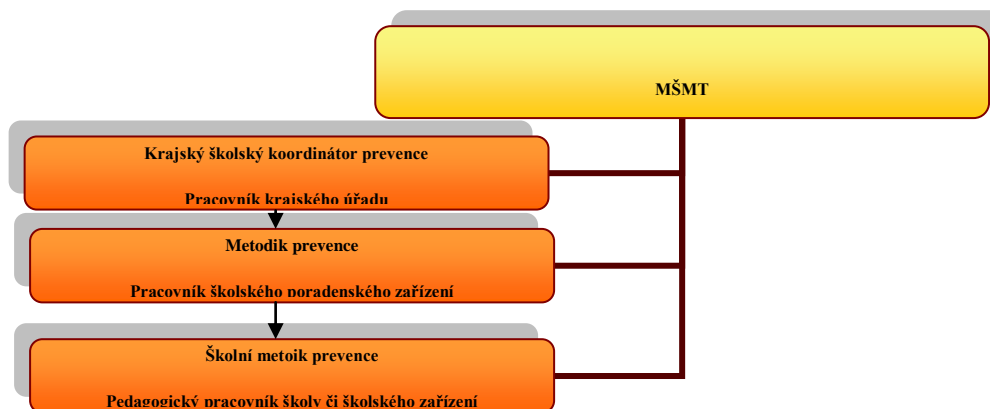 MŠMT
Krajský školský koordinátor prevence
Pracovník krajského úřadu
Metodik prevence
Pracovník školského poradenského zařízení
Školní metoik prevence
Pedagogický pracovník školy či školského zařízení